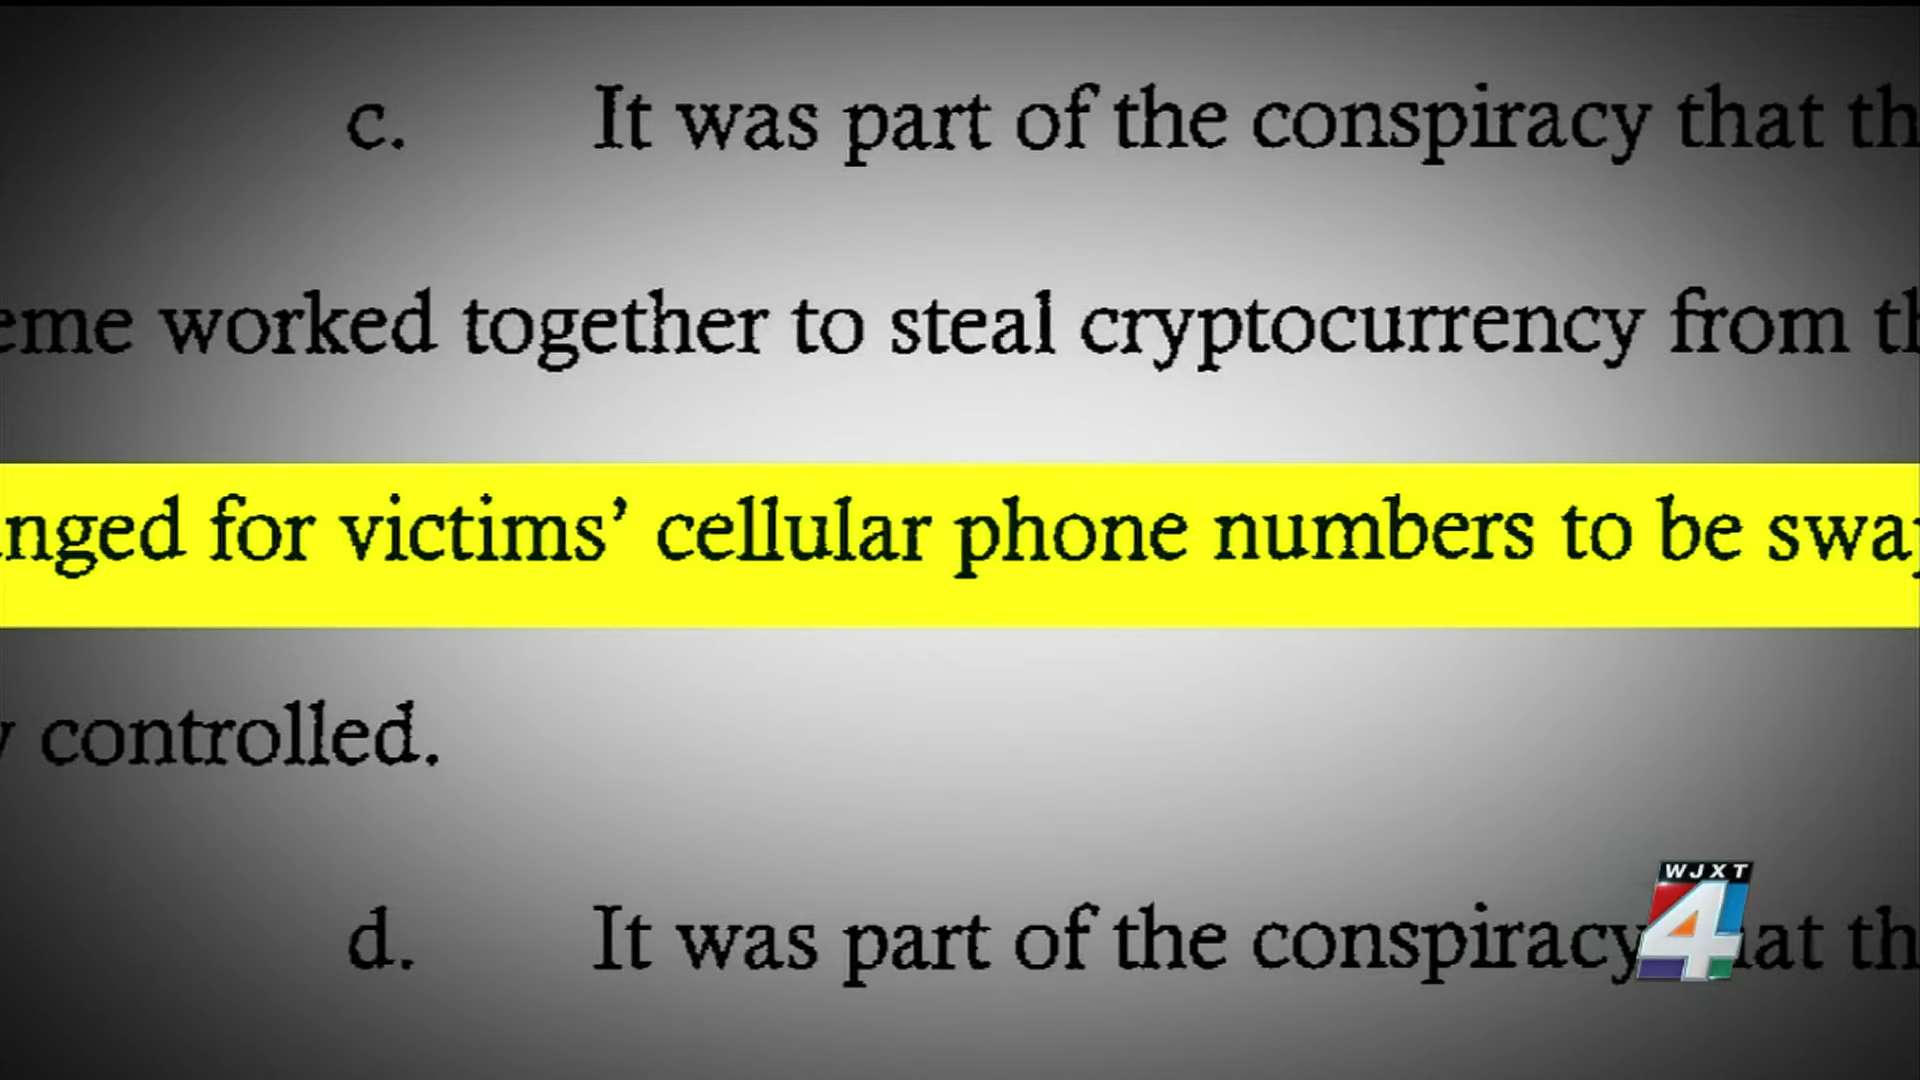 c. It was part of the conspiracy that th
eme worked together to steal cryptocurrency from th
nged for victims’ cellular phone numbers to be swa
controlled.
WJXT
4
d. It was part of the conspiracy at th